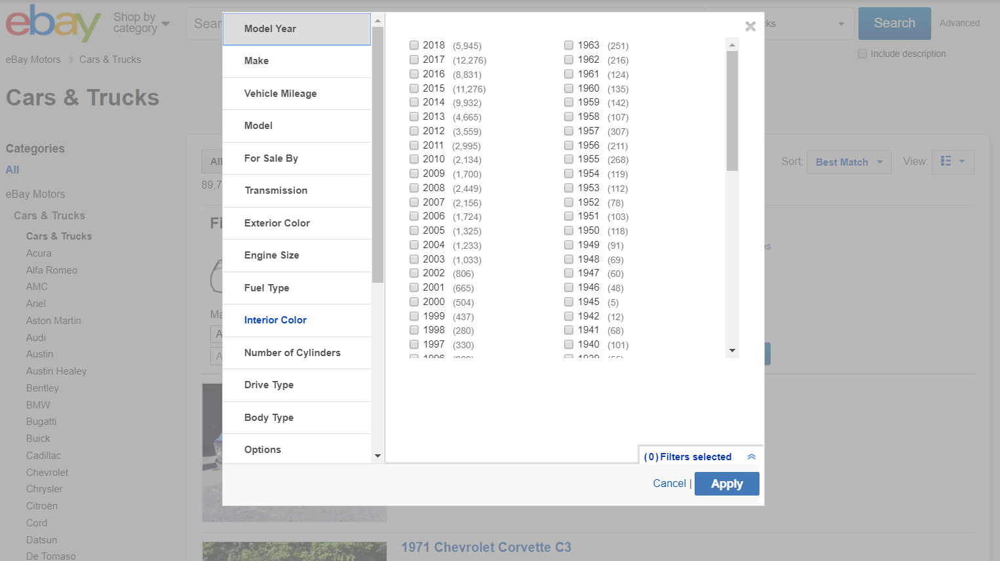 ebay
Shop by
category
Sear
Search
Advanced
Include description
eBay Motors
Cars & Trucks
Cars & Trucks
Categories
All
eBay Motors
Cars & Trucks
Cars & Trucks
Acura
Alfa Romeo
AMC
Ariel
Aston Martin
Audi
Austin
Austin Healey
Bentley
BMW
Bugatti
Buick
Cadillac
Chevrolet
Chrysler
Citroën
Cord
Datsun
De Tomaso
Model Year
Make
Vehicle Mileage
Model
For Sale By
Transmission
Exterior Color
Engine Size
Fuel Type
Interior Color
Number of Cylinders
Drive Type
Body Type
Options
2018 (5,945)
2017 (12,276)
2016 (8,831)
2015 (11,276)
2014 (9,932)
2013 (4,665)
2012 (3,559)
2011 (2,995)
2010 (2,134)
2009 (1,700)
2008 (2,449)
2007 (2,156)
2006 (1,724)
2005 (1,325)
2004 (1,233)
2003 (1,033)
2002 (806)
2001 (665)
2000 (504)
1999 (437)
1998 (280)
1997 (330)
1963 (251)
1962 (216)
1961 (124)
1960 (135)
1959 (142)
1958 (107)
1957 (307)
1956 (211)
1955 (268)
1954 (119)
1953 (112)
1952 (78)
1951 (103)
1950 (118)
1949 (91)
1948 (69)
1947 (60)
1946 (48)
1945 (5)
1942 (12)
1941 (68)
1940 (101)
(0) Filters selected
Cancel |
Apply
Sort: Best Match
View:
All
89,7
Fi
Ma
1971 Chevrolet Corvette C3